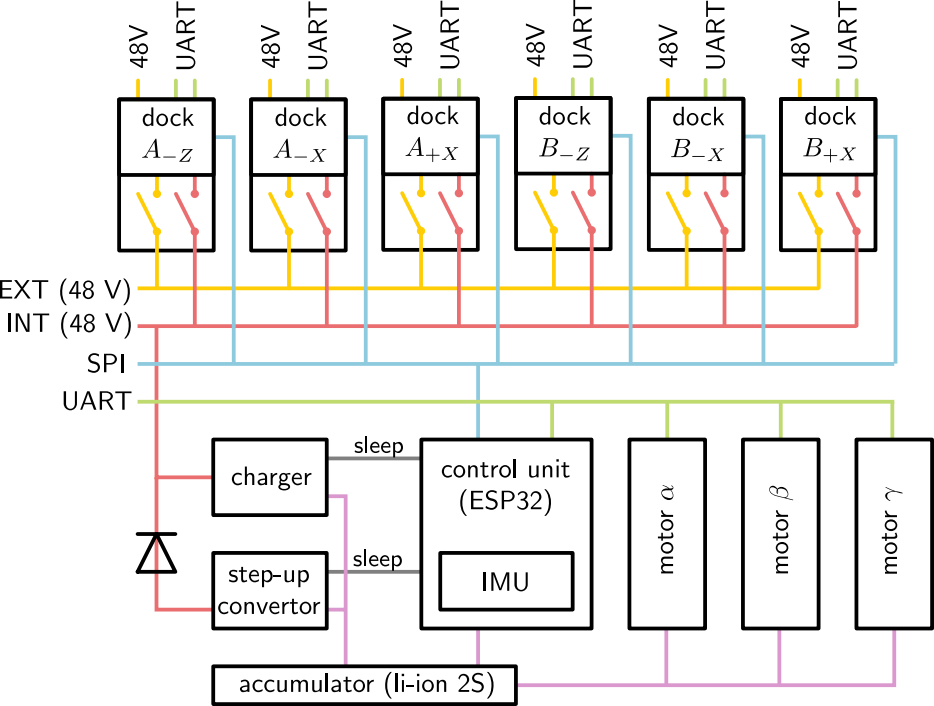 48V UART 48V UART 48V UART 48V UART 48V UART 48V UART
dock dock dock dock dock dock
A₋Z A₋X A₊X B₋Z B₋X B₊X
EXT (48 V)
INT (48 V)
SPI
UART
sleep
charger
control unit
(ESP32)
motor α
motor β
motor γ
sleep
step-up
convertor
IMU
accumulator (li-ion 2S)